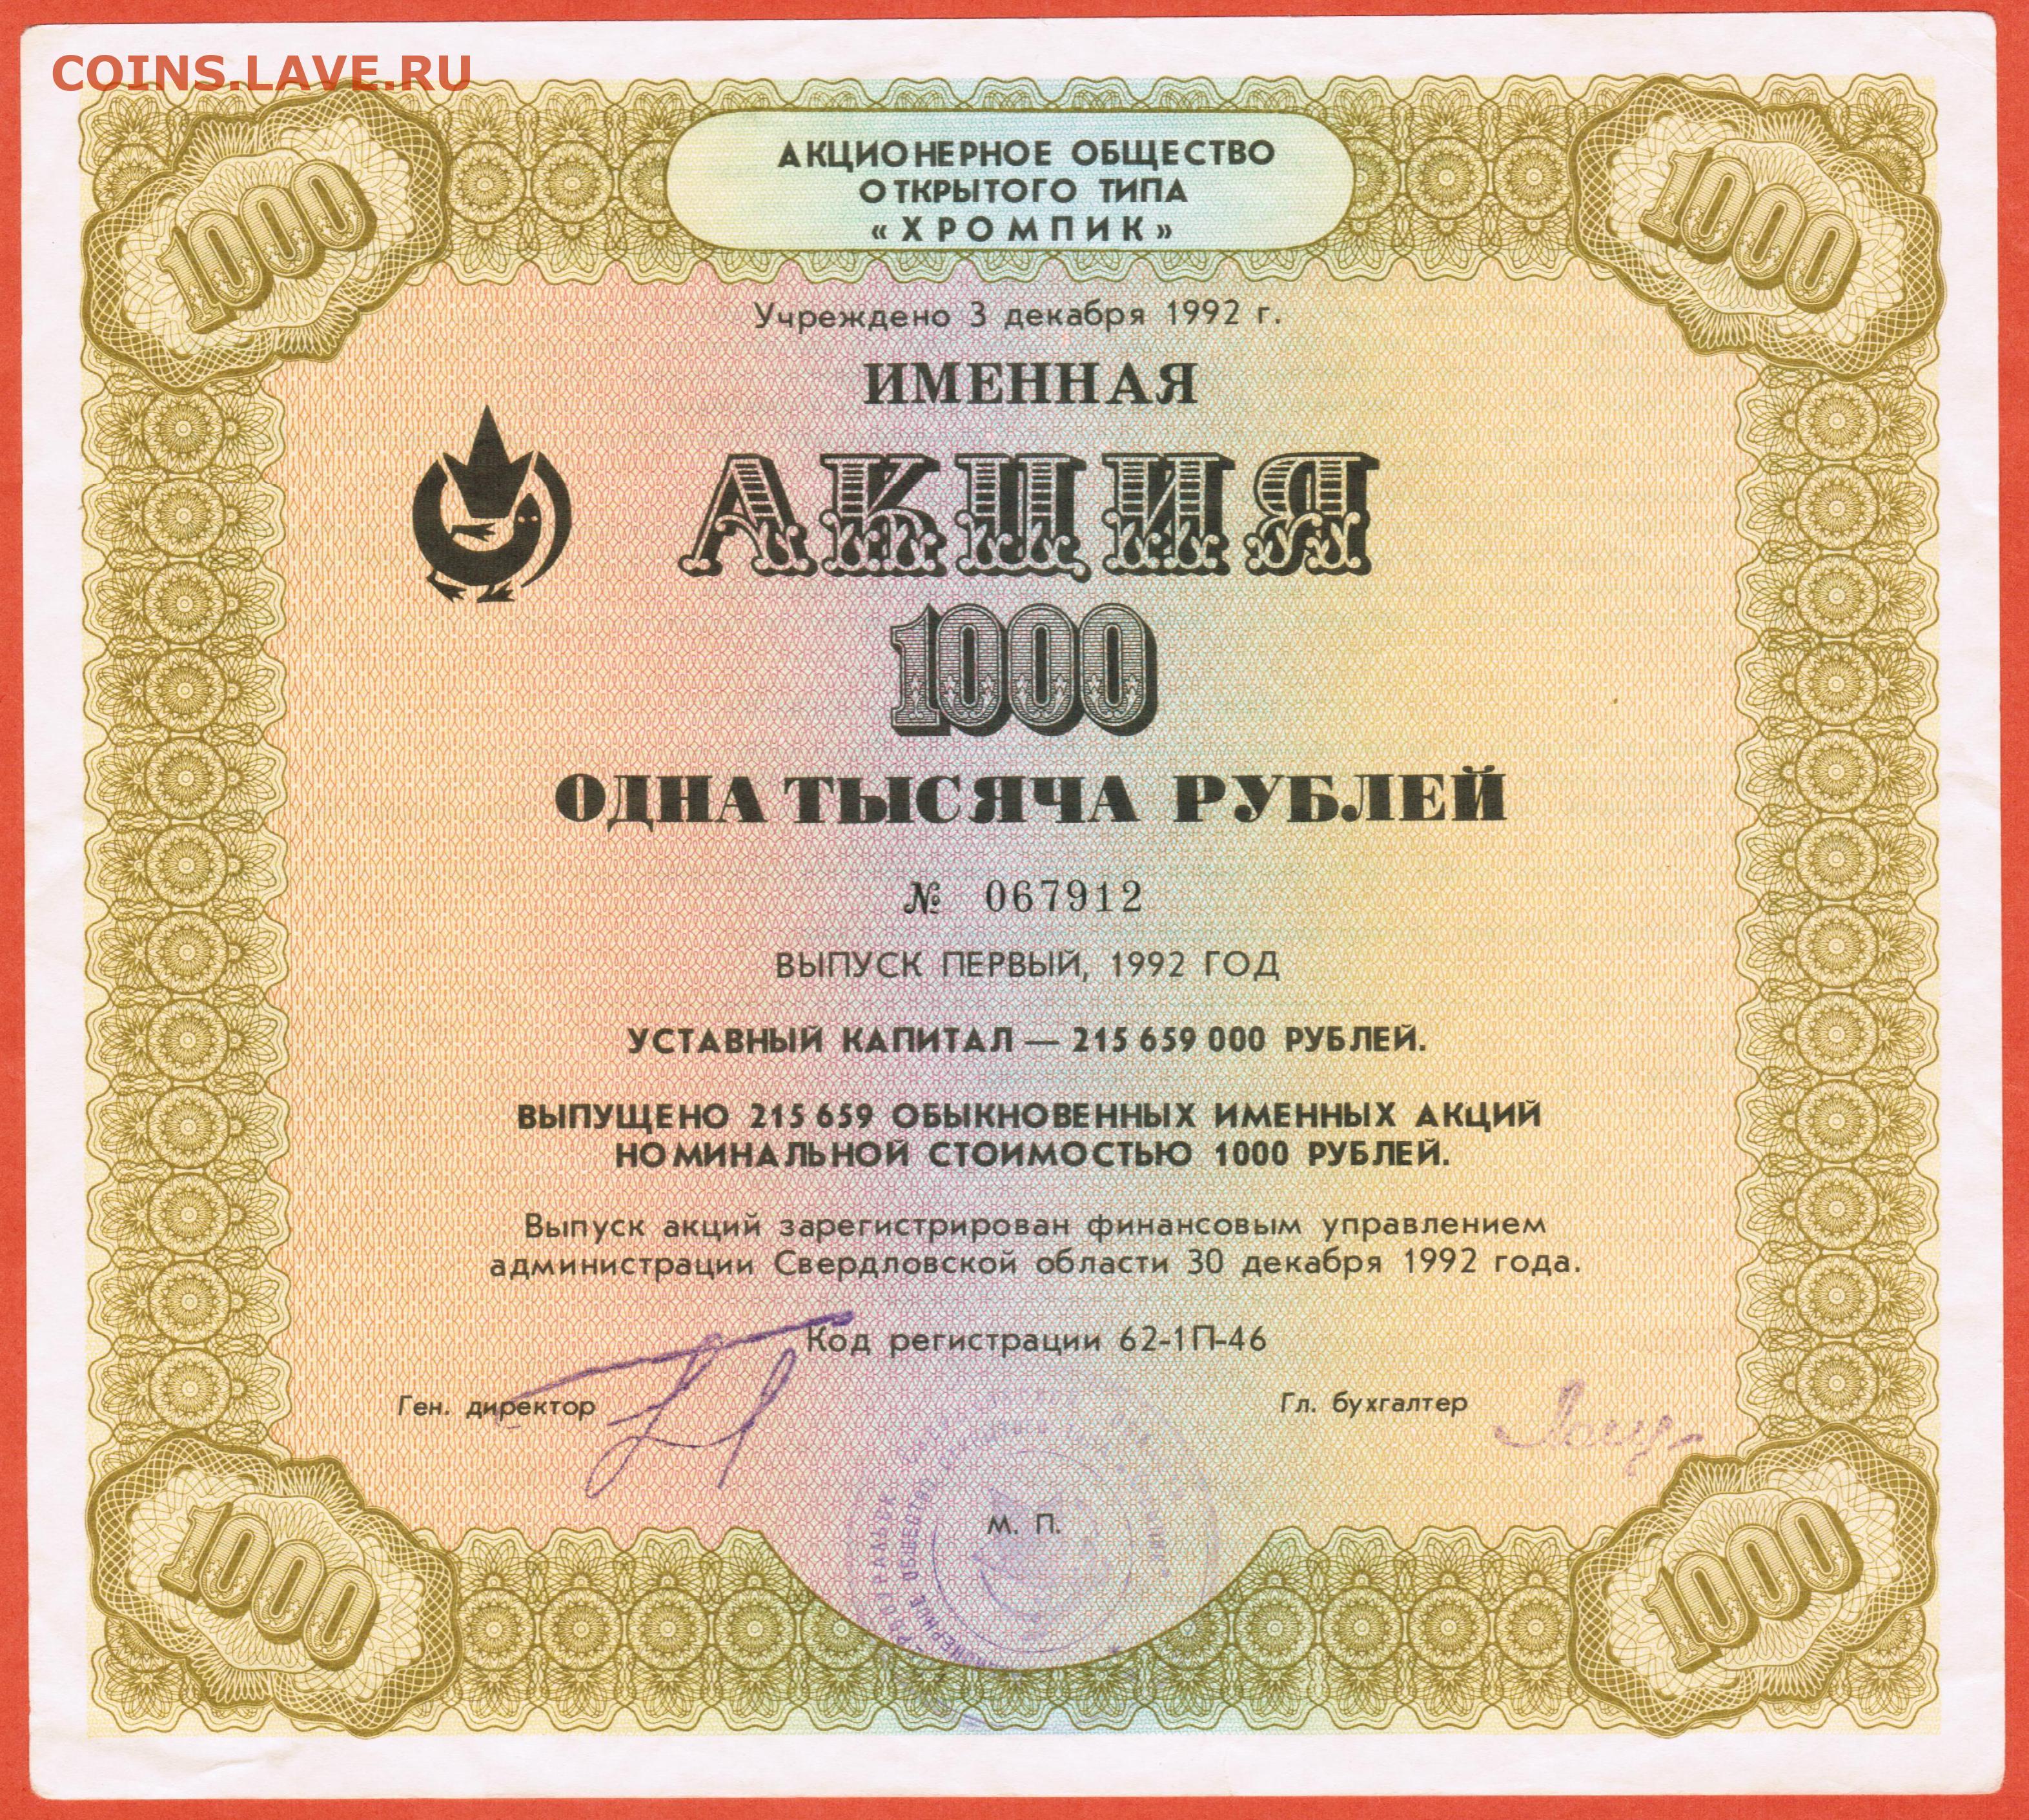 COINS.LAVE.RU
1000
1000
АКЦИОНЕРНОЕ ОБЩЕСТВО
ОТКРЫТОГО ТИПА
«ХРОМПИК»
Учреждено 3 декабря 1992 г.
ИМЕННАЯ
АКЦИЯ
1000
ОДНА ТЫСЯЧА РУБЛЕЙ
№ 067912
ВЫПУСК ПЕРВЫЙ, 1992 ГОД
УСТАВНЫЙ КАПИТАЛ — 215 659 000 РУБЛЕЙ.
ВЫПУЩЕНО 215 659 ОБЫКНОВЕННЫХ ИМЕННЫХ АКЦИЙ
НОМИНАЛЬНОЙ СТОИМОСТЬЮ 1000 РУБЛЕЙ.
Выпуск акций зарегистрирован финансовым управлением
администрации Свердловской области 30 декабря 1992 года.
Код регистрации 62-1П-46
Ген. директор
Гл. бухгалтер
М. П.
1000
1000